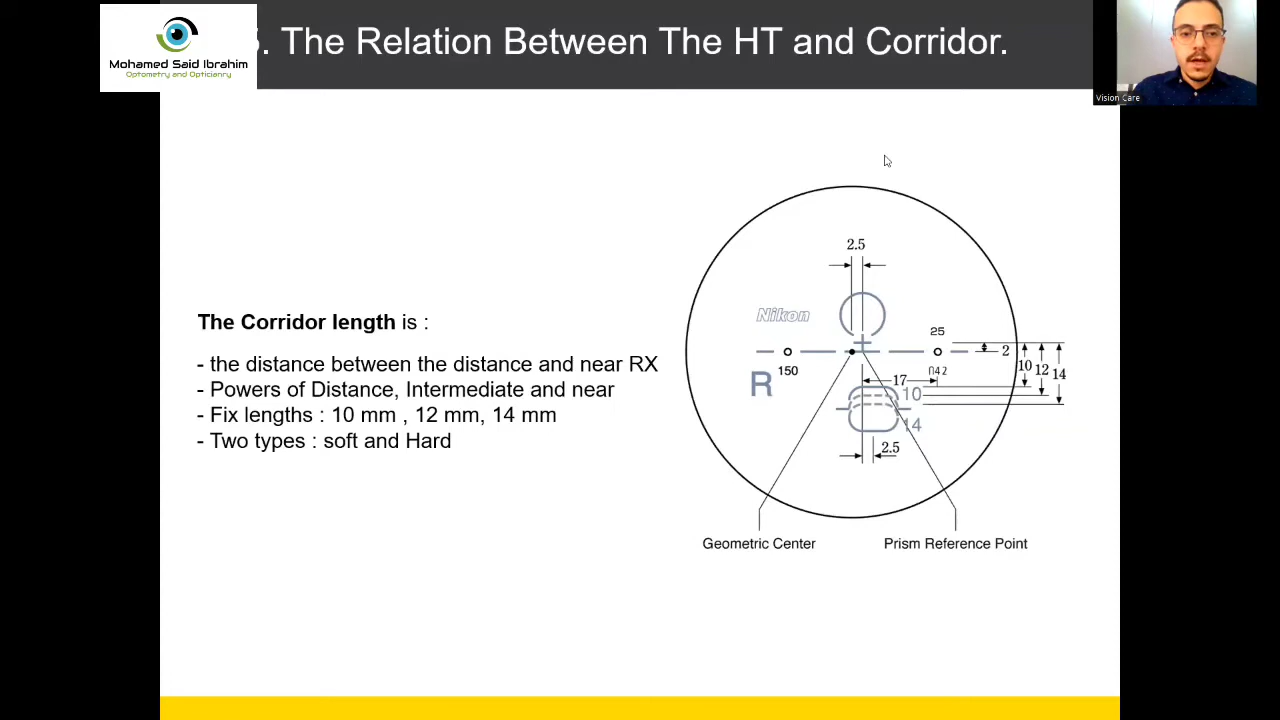 . The Relation Between The HT and Corridor.
Mohamed Said Ibrahim
Optometry and Opticianry
Vision Care
The Corridor length is :
- the distance between the distance and near RX
- Powers of Distance, Intermediate and near
- Fix lengths : 10 mm , 12 mm, 14 mm
- Two types : soft and Hard
2.5
Nikon
25
2
150
R
17
10 12 14
10
14
2.5
Geometric Center
Prism Reference Point